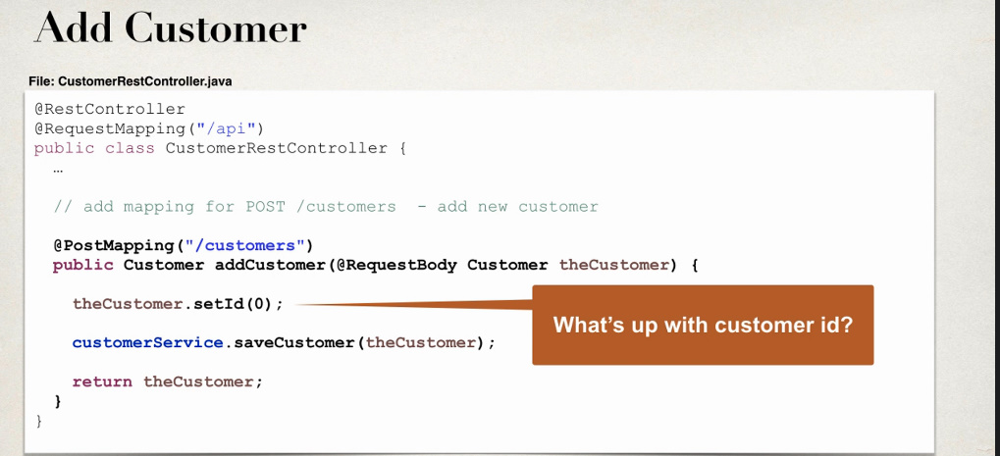 Add Customer
File: CustomerRestController.java
@RestController
@RequestMapping("/api")
public class CustomerRestController {
…
// add mapping for POST /customers  - add new customer
@PostMapping("/customers")
public Customer addCustomer(@RequestBody Customer theCustomer) {
theCustomer.setId(0);
What’s up with customer id?
customerService.saveCustomer(theCustomer);
return theCustomer;
}
}